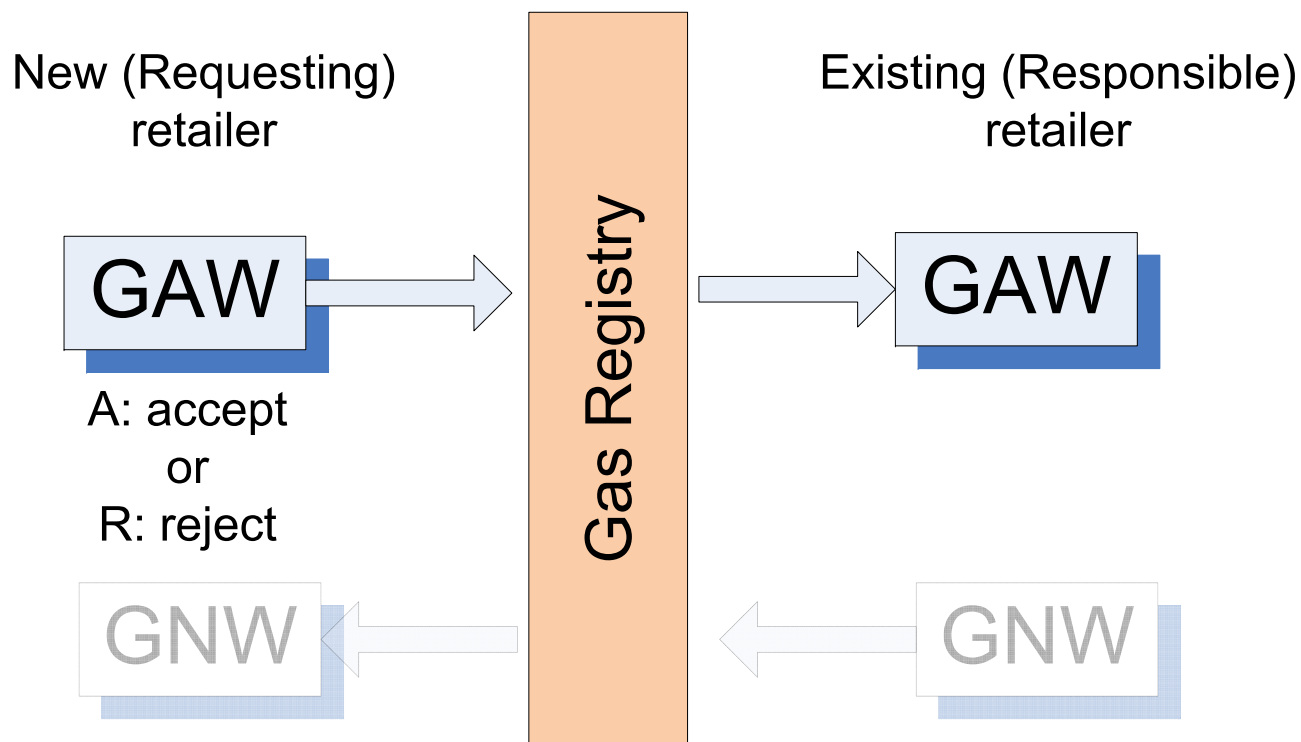 New (Requesting)
retailer
Existing (Responsible)
retailer
Gas Registry
GAW
GAW
A: accept
or
R: reject
GNW
GNW